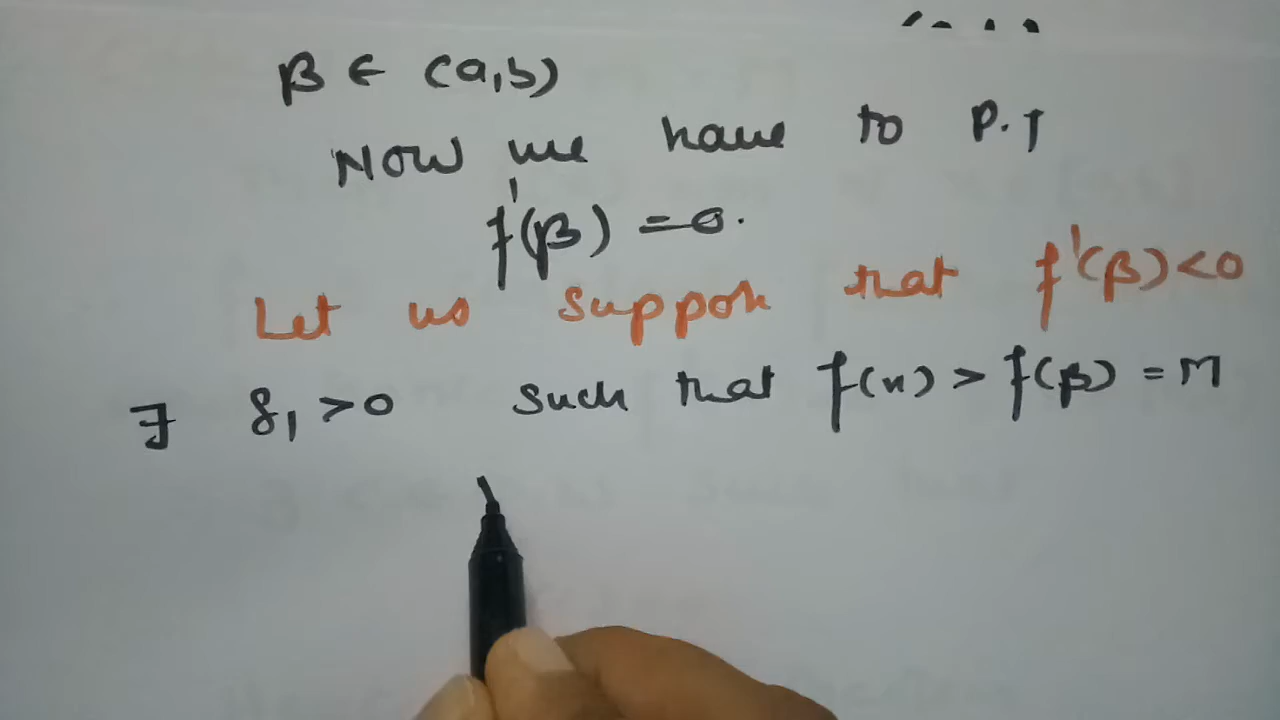 β ∈ (a,b)
Now we have to P.T
f'(β) = 0.
Let us suppose that f'(β)<0
∃ δ₁ >0 such that f(x) > f(β) = M